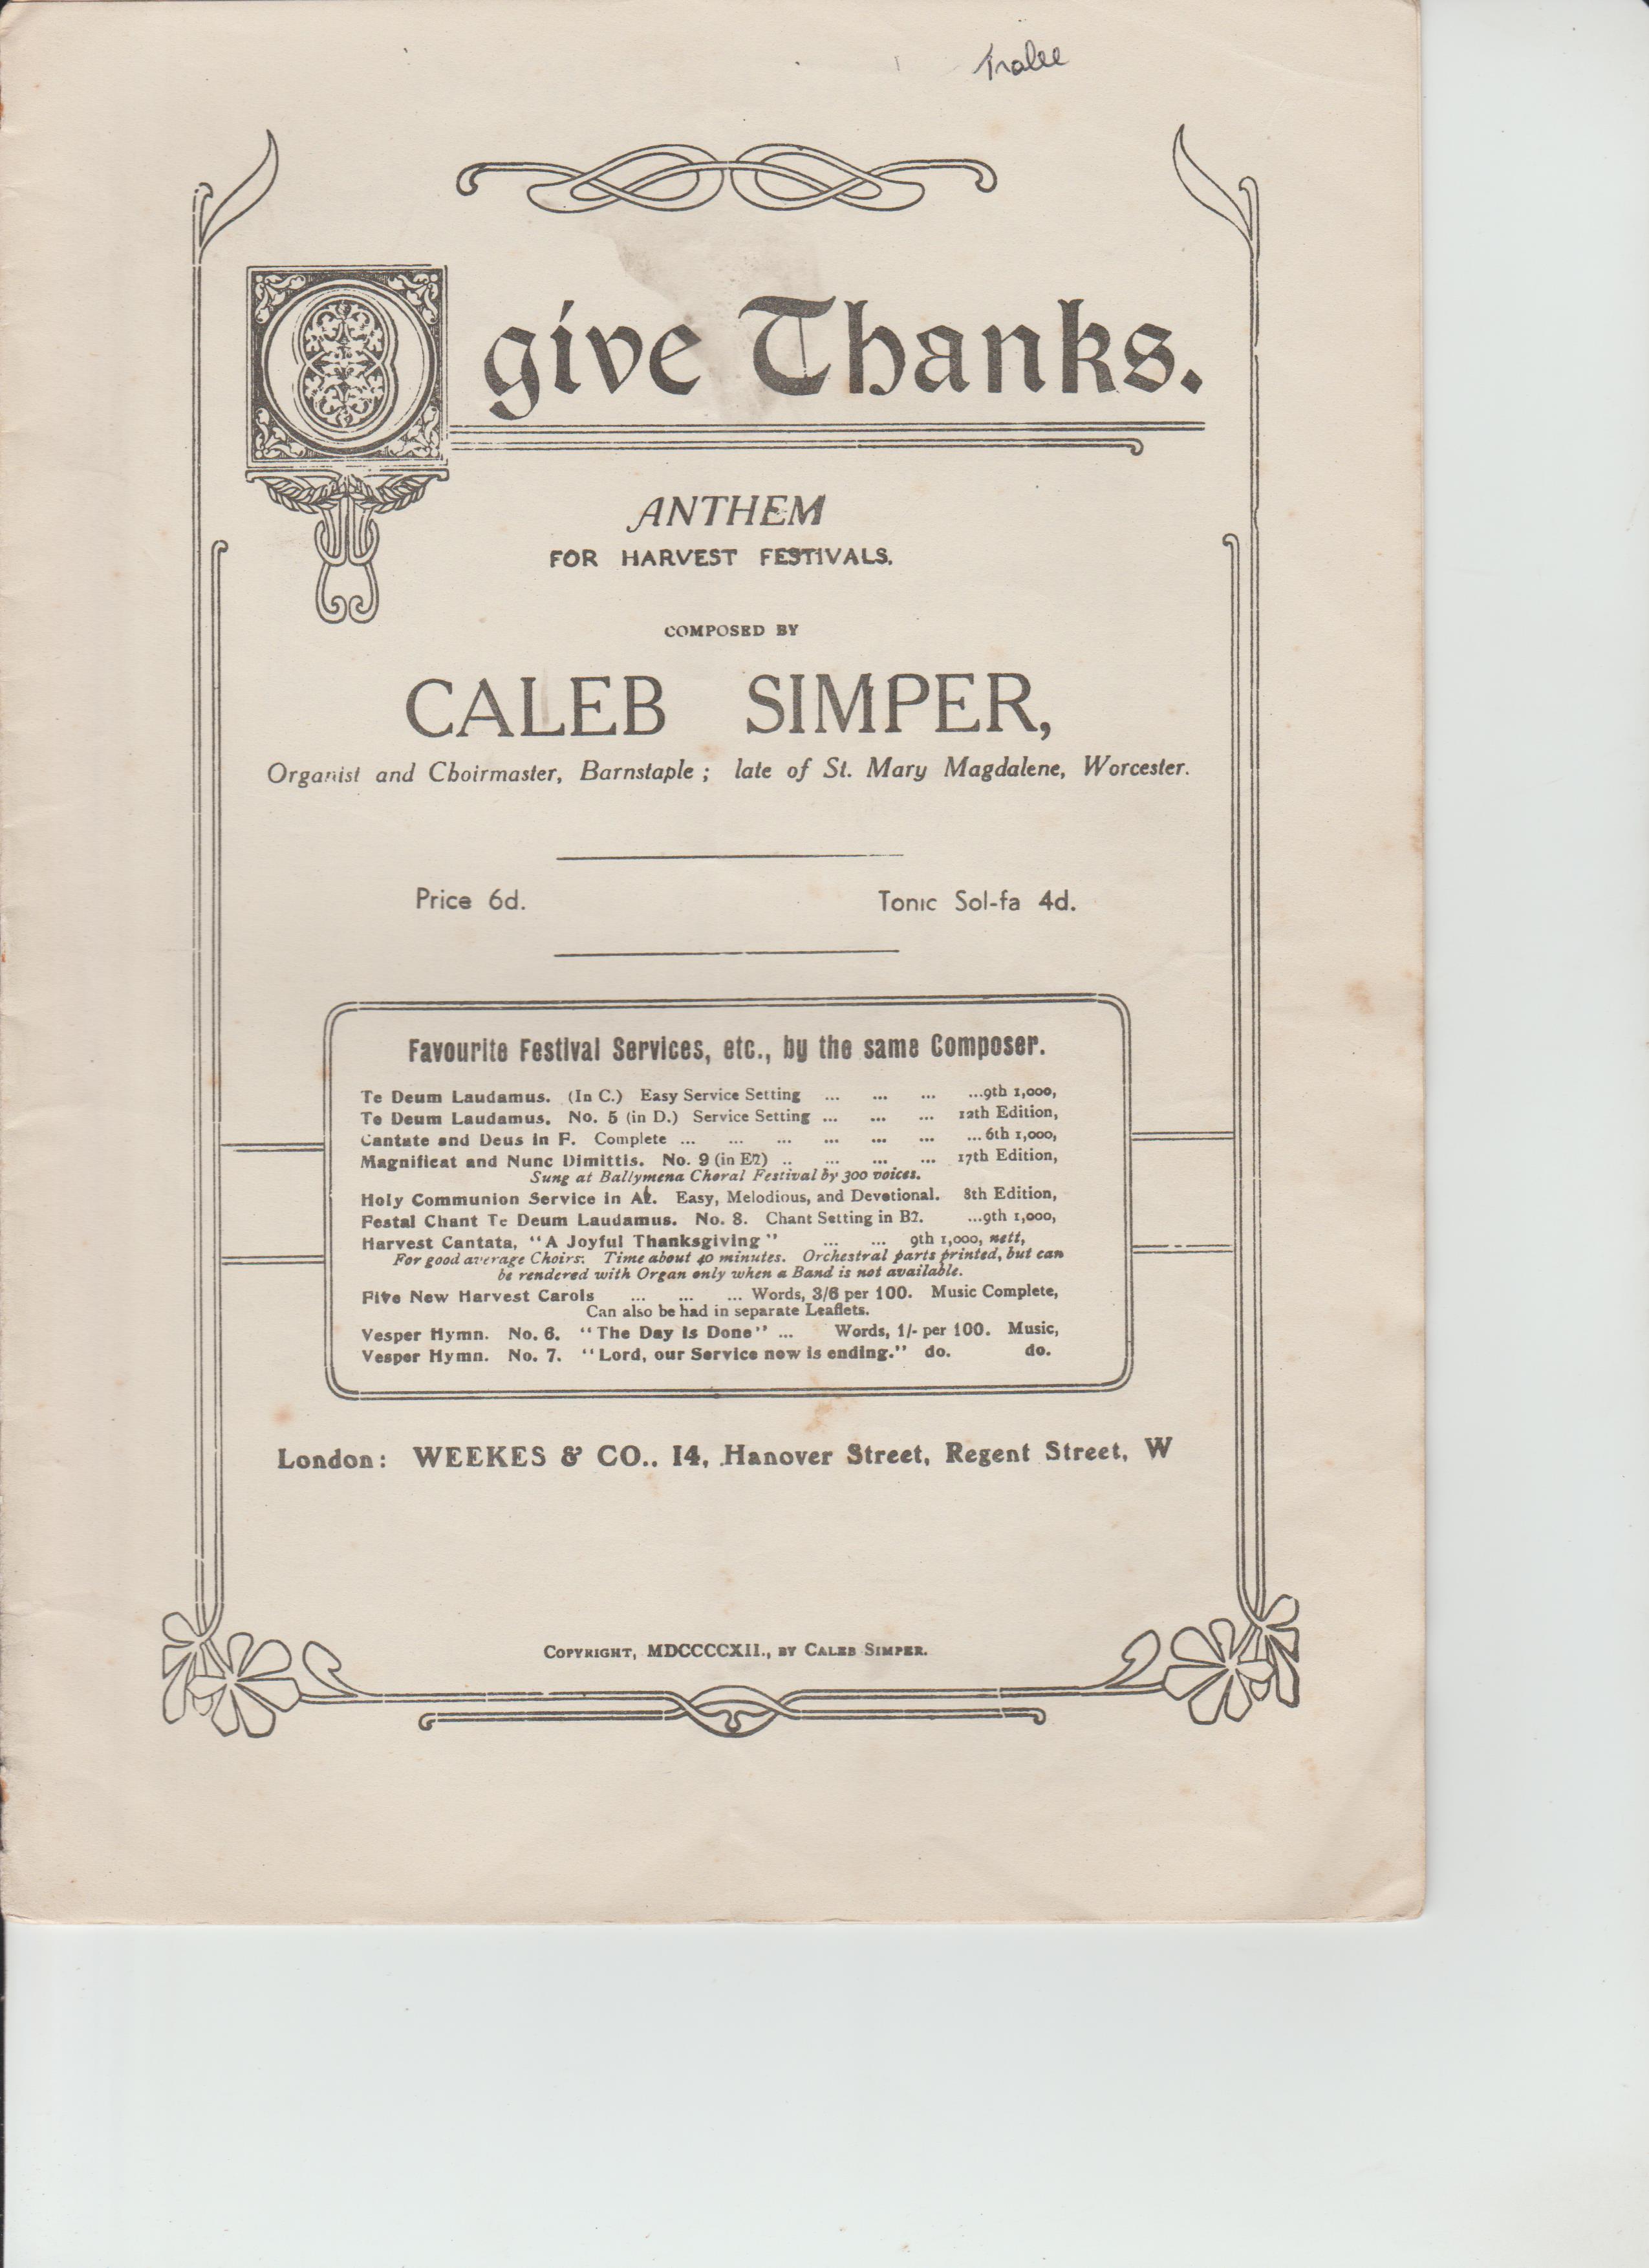 Tralee
O give Thanks.
ANTHEM
FOR HARVEST FESTIVALS.
COMPOSED BY
CALEB SIMPER,
Organist and Choirmaster, Barnstaple; late of St. Mary Magdalene, Worcester.
Price 6d. Tonic Sol-fa 4d.
Favourite Festival Services, etc., by the same Composer.
Te Deum Laudamus. (In C.) Easy Service Setting ... ... ... ...9th 1,000,
Te Deum Laudamus. No. 5 (in D.) Service Setting ... ... ... 12th Edition,
Cantate and Deus in F. Complete ... ... ... ... ... ... ... 6th 1,000,
Magnificat and Nunc Dimittis. No. 9 (in E♭) .. ... ... ... 17th Edition,
Sung at Ballymena Choral Festival by 300 voices.
Holy Communion Service in A♭. Easy, Melodious, and Devotional. 8th Edition,
Festal Chant Te Deum Laudamus. No. 8. Chant Setting in B♭. ...9th 1,000,
Harvest Cantata, "A Joyful Thanksgiving" ... ... 9th 1,000, nett,
For good average Choirs. Time about 40 minutes. Orchestral parts printed, but can
be rendered with Organ only when a Band is not available.
Five New Harvest Carols ... ... ... Words, 3/6 per 100. Music Complete,
Can also be had in separate Leaflets.
Vesper Hymn. No. 6. "The Day is Done" ... Words, 1/- per 100. Music,
Vesper Hymn. No. 7. "Lord, our Service now is ending." do. do.
London: WEEKES & CO., 14, Hanover Street, Regent Street, W
COPYRIGHT, MDCCCCXII., BY CALEB SIMPER.